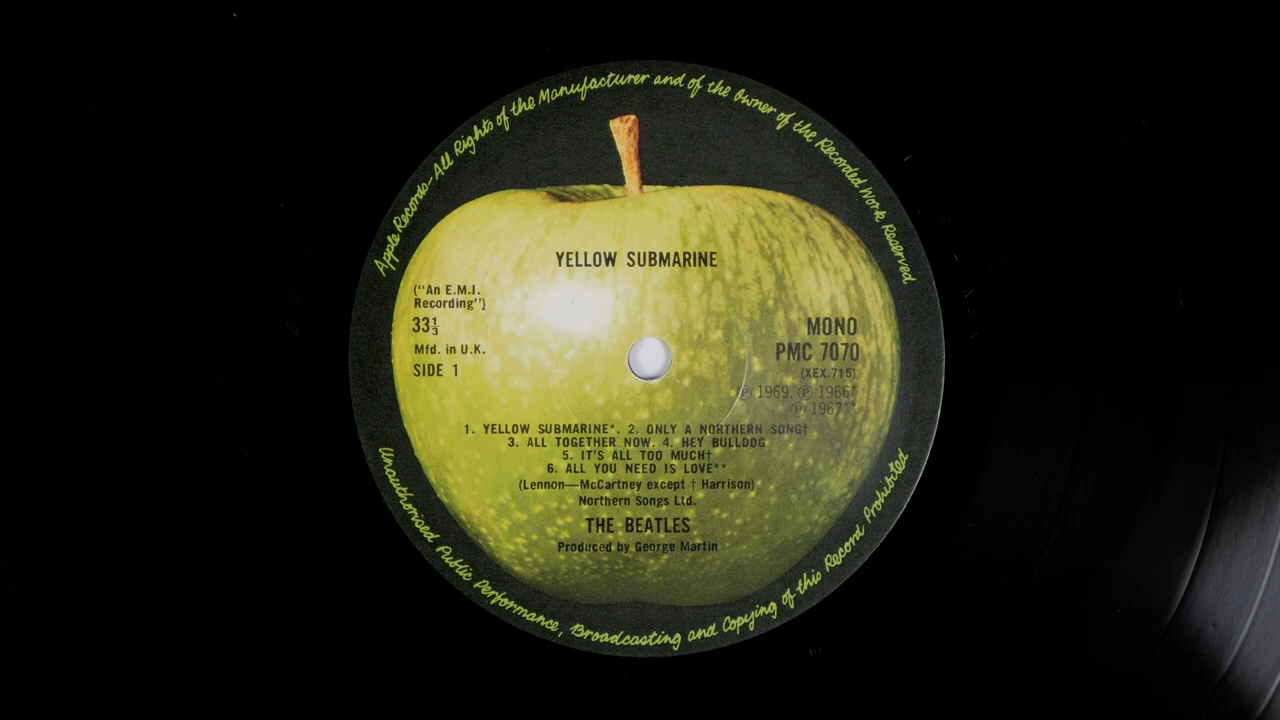 Apple Records-All Rights of the Manufacturer and of the Owner of the Recorded Work Reserved
YELLOW SUBMARINE
("An E.M.I.
Recording")
33⅓
Mfd. in U.K.
SIDE 1
MONO
PMC 7070
(XEX.715)
℗ 1969. ℗ 1966*
℗ 1967**
1. YELLOW SUBMARINE*. 2. ONLY A NORTHERN SONG†
3. ALL TOGETHER NOW. 4. HEY BULLDOG
5. IT'S ALL TOO MUCH†
6. ALL YOU NEED IS LOVE**
(Lennon—McCartney except † Harrison)
Northern Songs Ltd.
THE BEATLES
Produced by George Martin
Unauthorised Public Performance, Broadcasting and Copying of this Record Prohibited